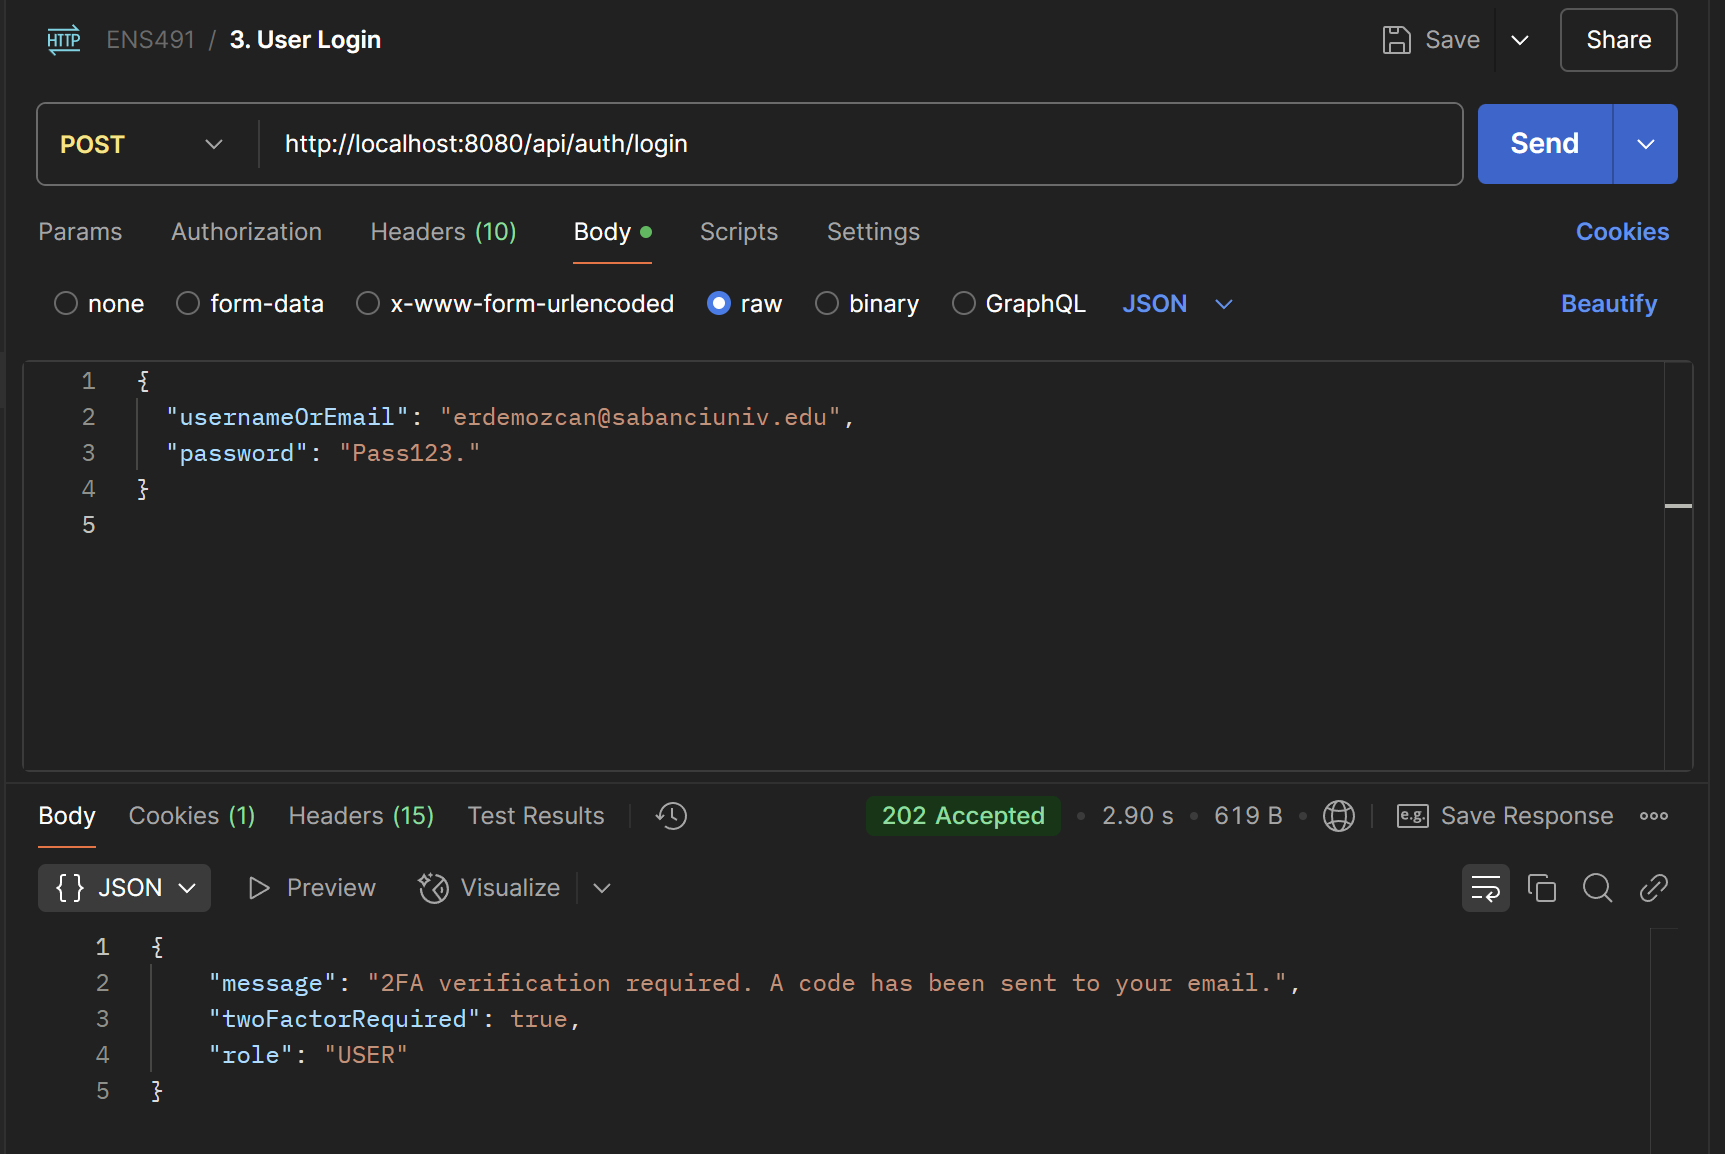 HTTP ENS491 / 3. User Login Save Share
POST http://localhost:8080/api/auth/login Send
Params Authorization Headers (10) Body Scripts Settings Cookies
none form-data x-www-form-urlencoded raw binary GraphQL JSON Beautify
1 {
2 "usernameOrEmail": "erdemozcan@sabanciuniv.edu",
3 "password": "Pass123."
4 }
5
Body Cookies (1) Headers (15) Test Results 202 Accepted • 2.90 s • 619 B • e.g. Save Response
{} JSON Preview Visualize
1 {
2 "message": "2FA verification required. A code has been sent to your email.",
3 "twoFactorRequired": true,
4 "role": "USER"
5 }